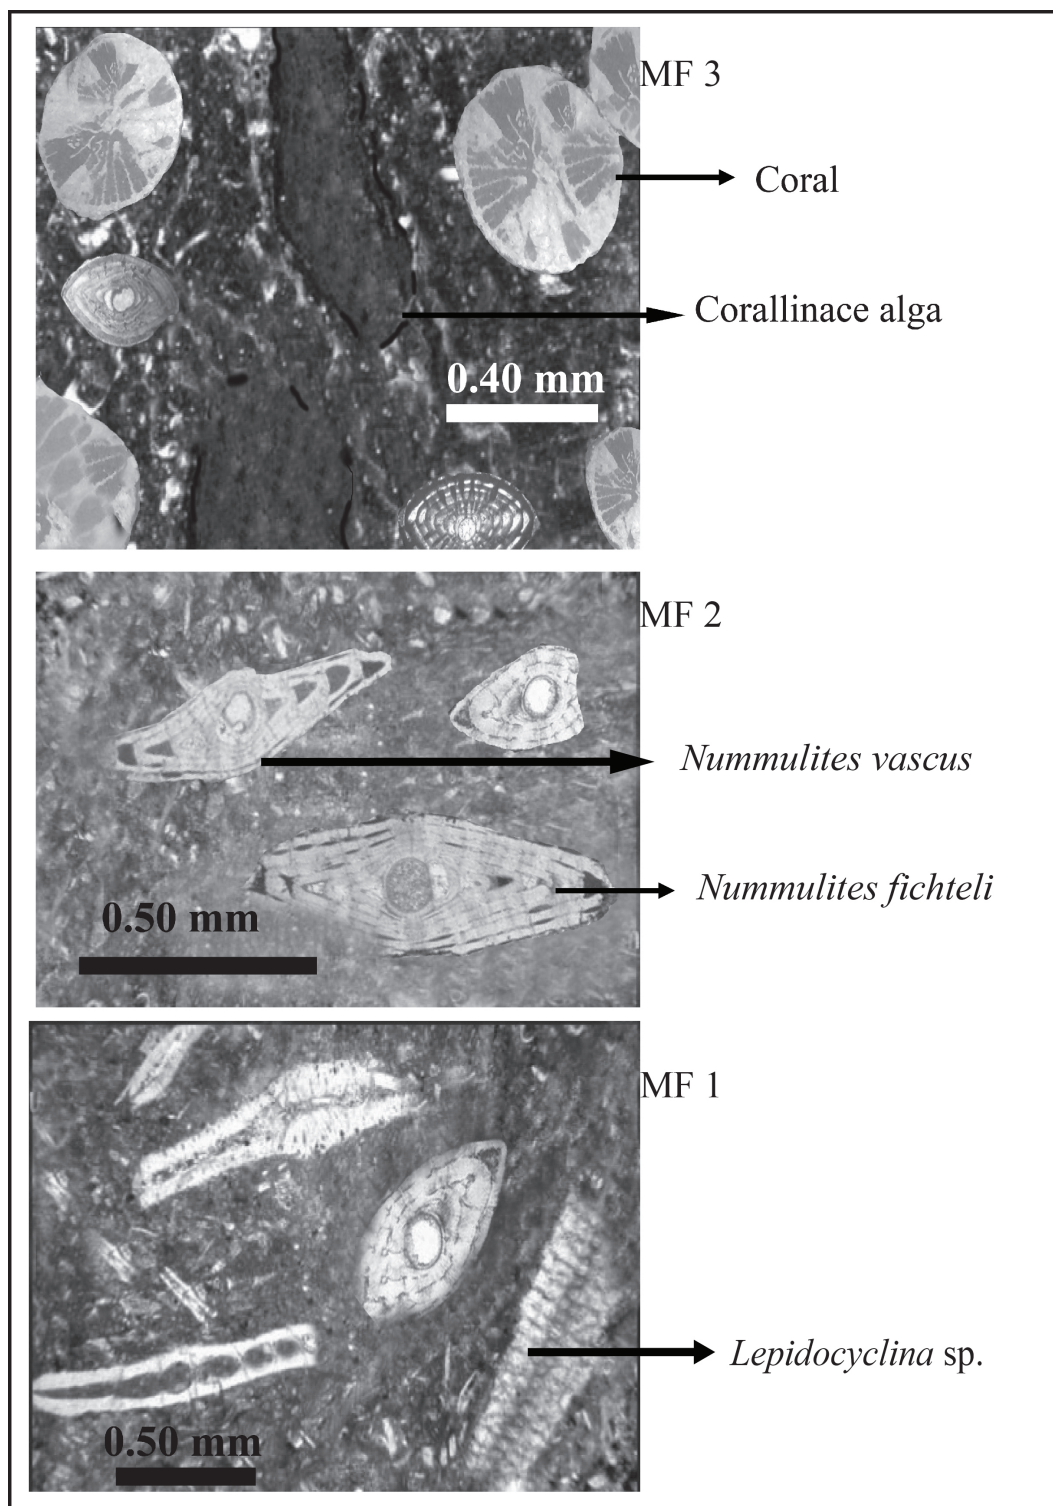 MF 3
Coral
Corallinace alga
0.40 mm
MF 2
Nummulites vascus
Nummulites fichteli
0.50 mm
MF 1
Lepidocyclina sp.
0.50 mm